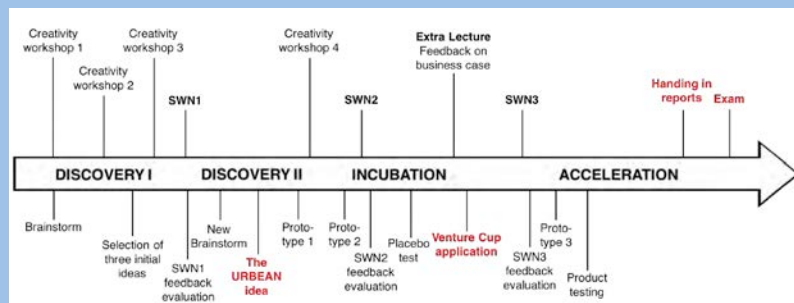 Creativity
workshop 1
Creativity
workshop 2
Creativity
workshop 3
SWN1
Creativity
workshop 4
SWN2
Extra Lecture
Feedback on
business case
SWN3
Handing in
reports
Exam
DISCOVERY I
DISCOVERY II
INCUBATION
ACCELERATION
Brainstorm
Selection of
three initial
ideas
SWN1
feedback
evaluation
New
Brainstorm
The
URBEAN
idea
Proto-
type 1
Proto-
type 2
SWN2
feedback
evaluation
Placebo
test
Venture Cup
application
SWN3
feedback
evaluation
Proto-
type 3
Product
testing